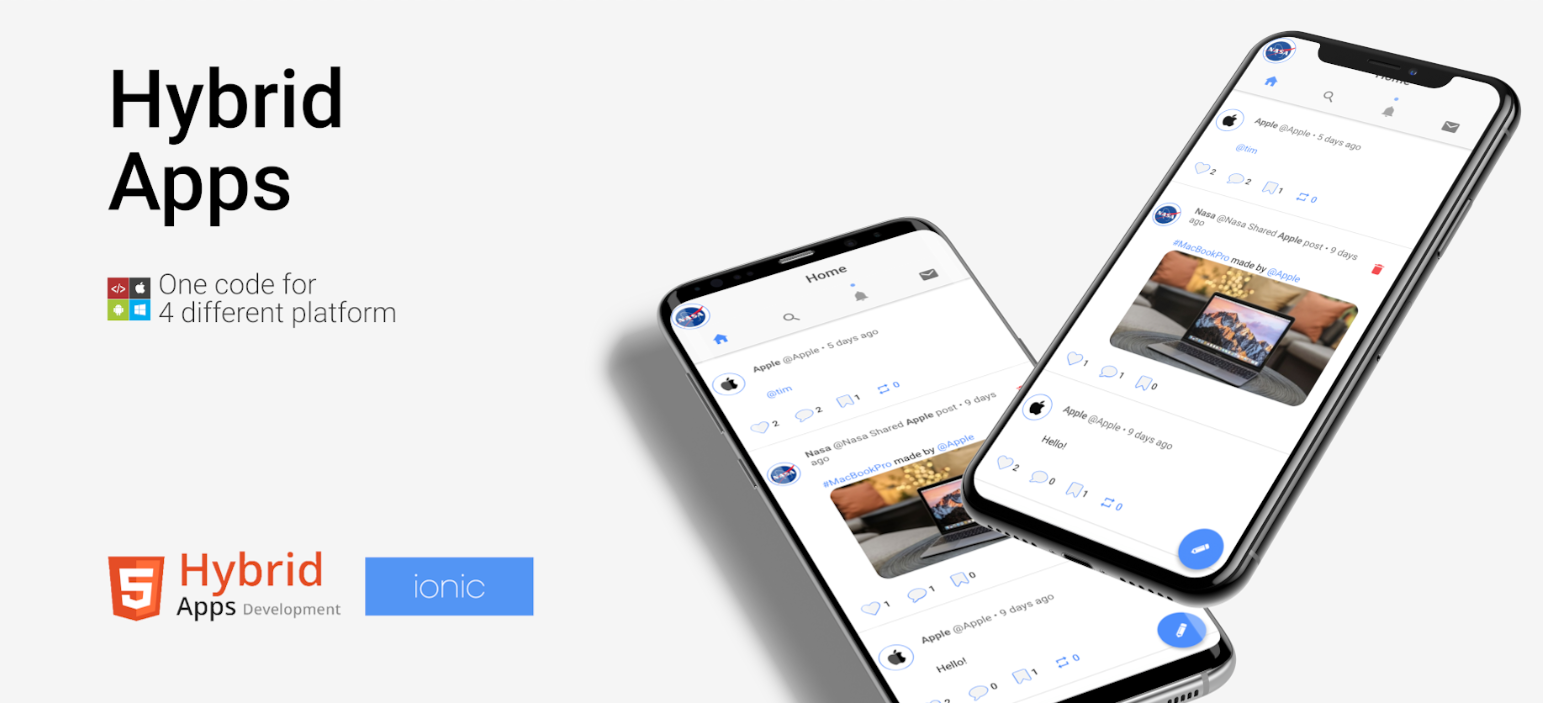 Hybrid
Apps
</>
One code for
4 different platform
5
Hybrid
Apps Development
ionic
Home
NASA
Apple @Apple • 5 days ago
@tim
2 2 1 0
Nasa @Nasa Shared Apple post • 9 days
ago
#MacBookPro made by @Apple
1 1 0
Apple @Apple • 9 days ago
Hello!
2 0 1 0
NASA
Home
Apple @Apple • 5 days ago
@tim
2 2 1 0
NASA
Nasa @Nasa Shared Apple post • 9 days
ago
#MacBookPro made by @Apple
1 1 0
Apple @Apple • 9 days ago
Hello!
2 0 1 0